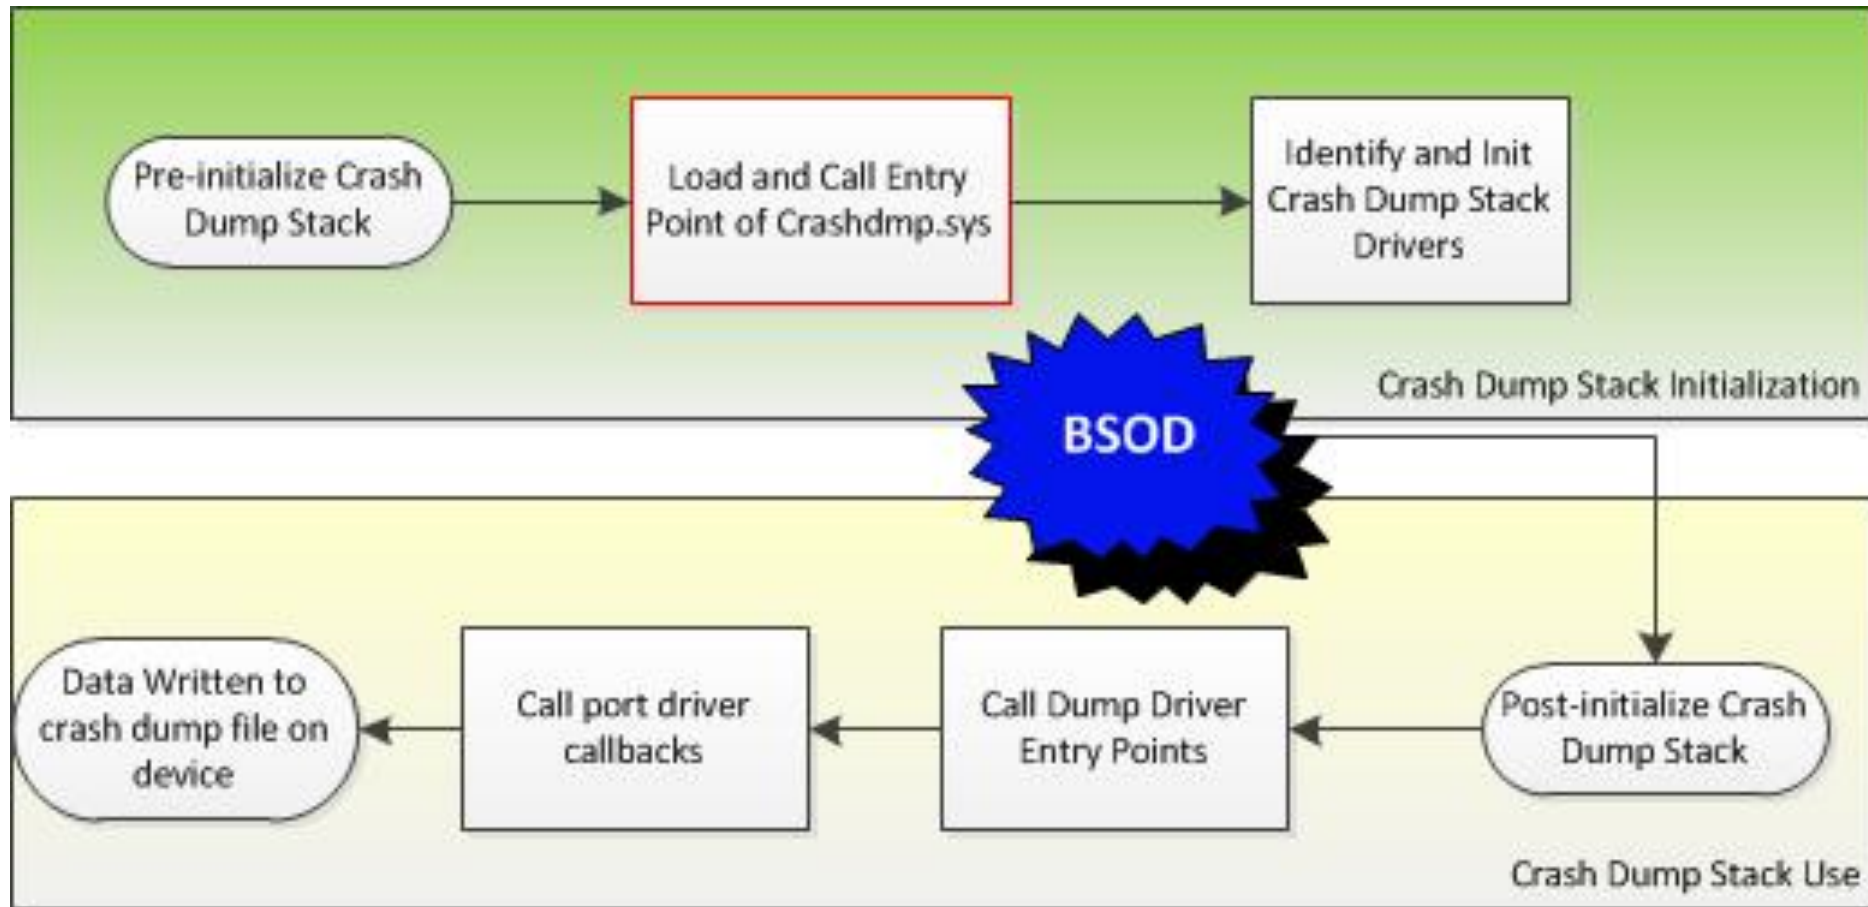 Pre-initialize Crash
Dump Stack
Load and Call Entry
Point of Crashdmp.sys
Identify and Init
Crash Dump Stack
Drivers
Crash Dump Stack Initialization
BSOD
Post-initialize Crash
Dump Stack
Call Dump Driver
Entry Points
Call port driver
callbacks
Data Written to
crash dump file on
device
Crash Dump Stack Use